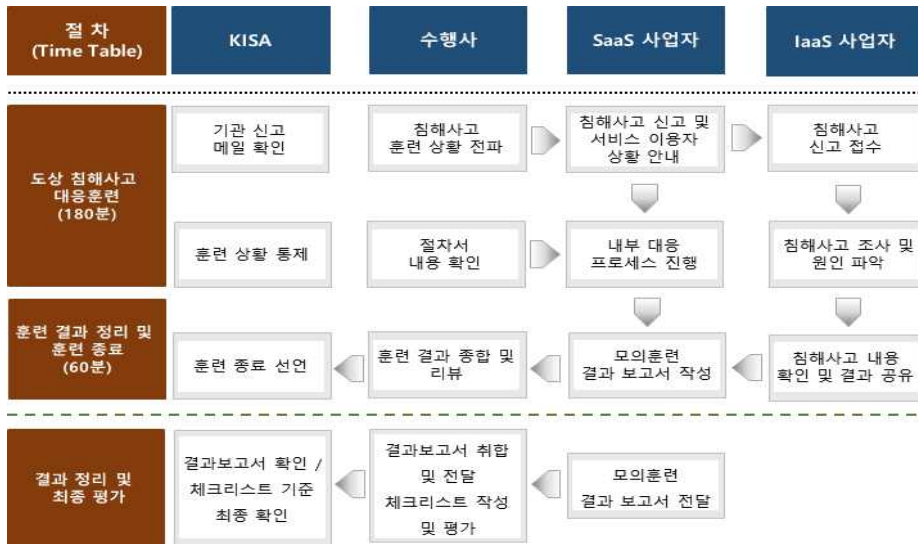 절 차
(Time Table)
KISA
수행사
SaaS 사업자
IaaS 사업자
도상 침해사고
대응훈련
(180분)
기관 신고
메일 확인
침해사고
훈련 상황 전파
침해사고 신고 및
서비스 이용자
상황 안내
침해사고
신고 접수
훈련 상황 통제
절차서
내용 확인
내부 대응
프로세스 진행
침해사고 조사 및
원인 파악
훈련 결과 정리 및
훈련 종료
(60분)
훈련 종료 선언
훈련 결과 종합 및
리뷰
모의훈련
결과 보고서 작성
침해사고 내용
확인 및 결과 공유
결과 정리 및
최종 평가
결과보고서 확인 /
체크리스트 기준
최종 확인
결과보고서 취합
및 전달
체크리스트 작성
및 평가
모의훈련
결과 보고서 전달